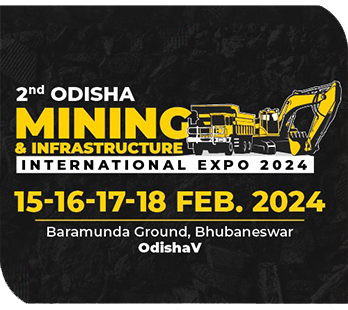 2nd ODISHA
MINING
& INFRASTRUCTURE
INTERNATIONAL EXPO 2024
15-16-17-18 FEB. 2024
Baramunda Ground, Bhubaneswar
OdishaV